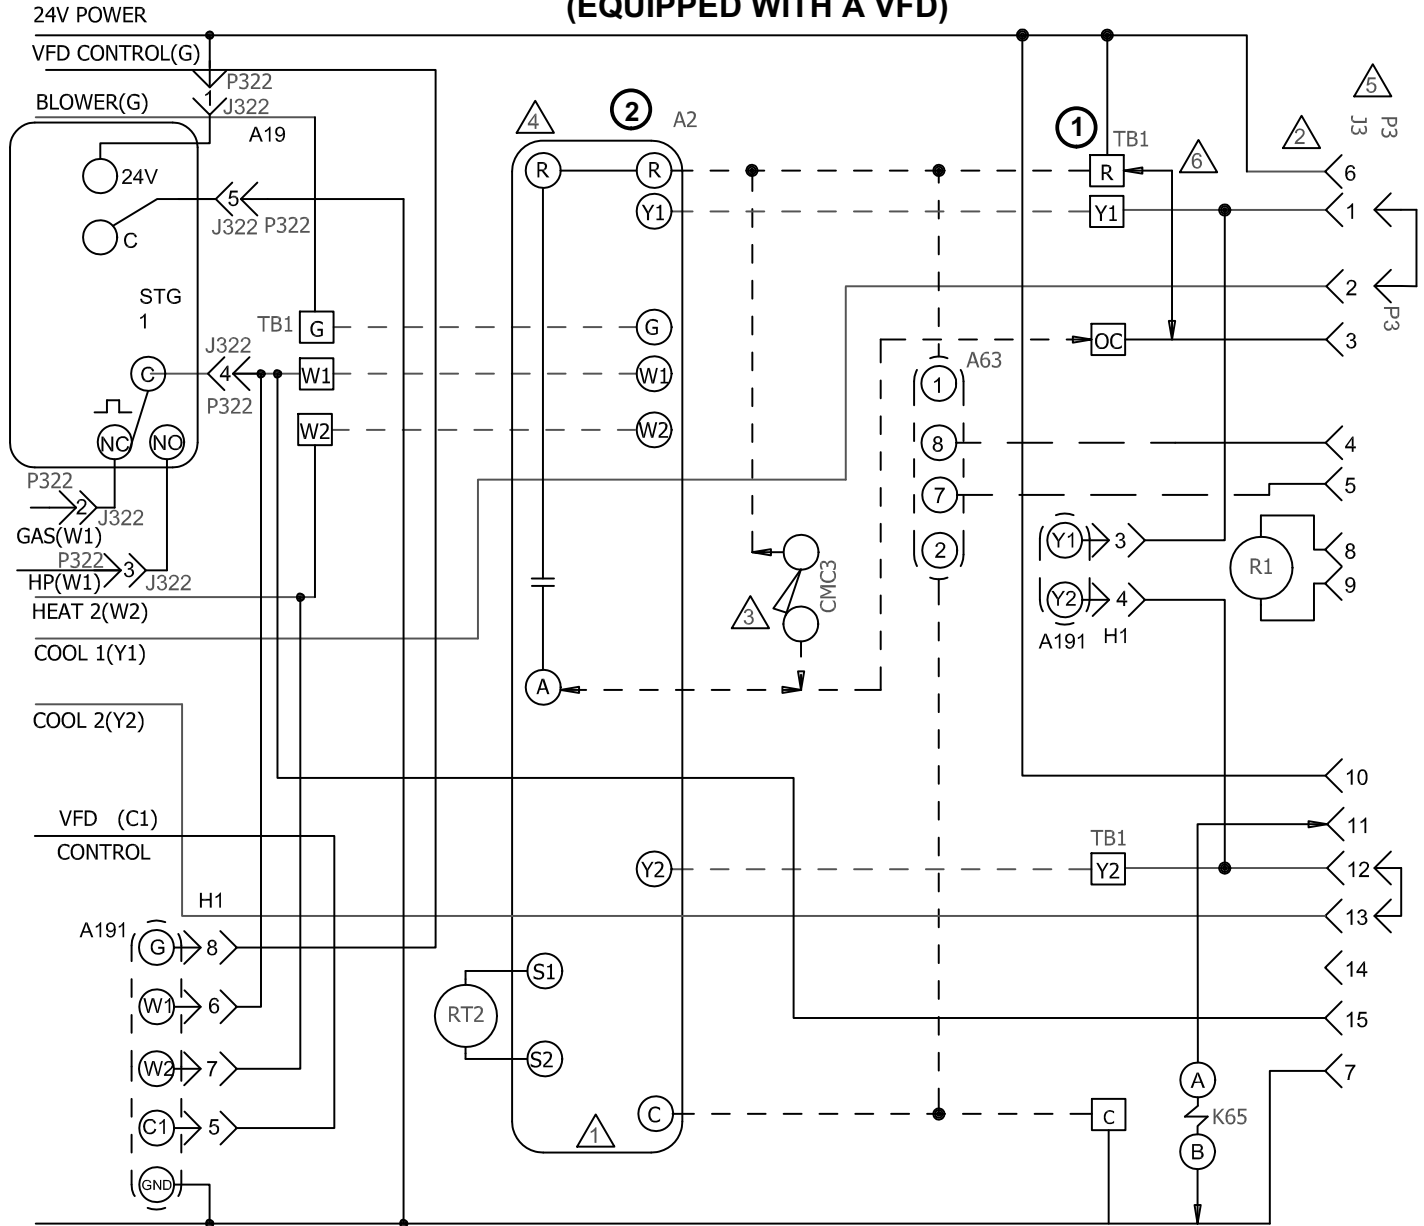 (EQUIPPED WITH A VFD)
24V POWER
VFD CONTROL(G)
P322
1
J322
BLOWER(G)
A19
24V
5
J322 P322
C
STG
1
TB1 G
J322
C 4 W1
P322
W2
NC NO
P322
2
J322
GAS(W1)
P322
3
J322
HP(W1)
HEAT 2(W2)
COOL 1(Y1)
COOL 2(Y2)
VFD (C1)
CONTROL
H1
A191
G 8
W1 6
W2 7
C1 5
GND
4
2
A2
R R
Y1
G
W1
W2
A
Y2
RT2
S1
S2
C
1
3
CMC3
A63
1
8
7
2
1
TB1
R
6
Y1
OC
Y1 3
Y2 4
A191 H1
R1
TB1
Y2
C
A
K65
B
5
2
J3
P3
6
1
2
P3
3
4
5
8
9
10
11
12
13
14
15
7